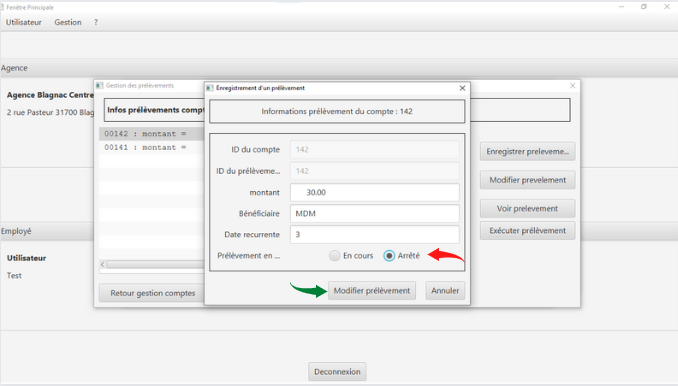 Fenêtre Principale
Utilisateur Gestion ?
Agence
Agence Blagnac Centre
2 rue Pasteur 31700 Blag
Employé
Utilisateur
Test
Deconnexion
Gestion des prélèvements
Infos prélèvements compt
00142 : montant =
00141 : montant =
Retour gestion comptes
Enregistrer preleveme...
Modifier prevelement
Voir prelevement
Exécuter prélèvement
Enregistrement d'un prélèvement
Informations prélèvement du compte : 142
ID du compte 142
ID du prélèveme... 142
montant 30.00
Bénéficiaire MDM
Date recurrente 3
Prélèvement en ... En cours Arrêté
Modifier prélèvement Annuler